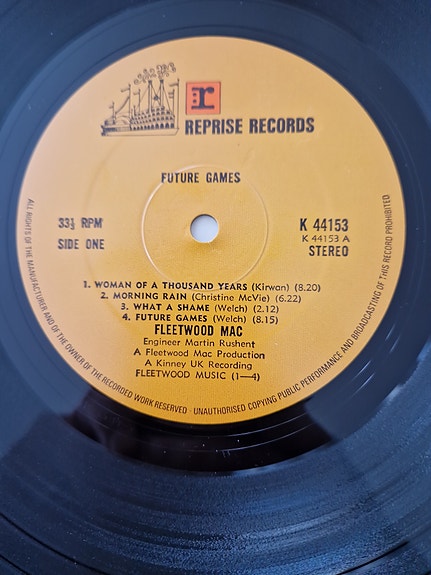 r
REPRISE RECORDS
FUTURE GAMES
33⅓ RPM
SIDE ONE
K 44153
K 44153 A
STEREO
1. WOMAN OF A THOUSAND YEARS (Kirwan) (8.20)
2. MORNING RAIN (Christine McVie) (6.22)
3. WHAT A SHAME (Welch) (2.12)
4. FUTURE GAMES (Welch) (8.15)
FLEETWOOD MAC
Engineer Martin Rushent
A Fleetwood Mac Production
A Kinney UK Recording
FLEETWOOD MUSIC (1—4)
ALL RIGHTS OF THE MANUFACTURER AND OF THE OWNER OF THE RECORDED WORK RESERVED · UNAUTHORISED COPYING PUBLIC PERFORMANCE AND BROADCASTING OF THIS RECORD PROHIBITED